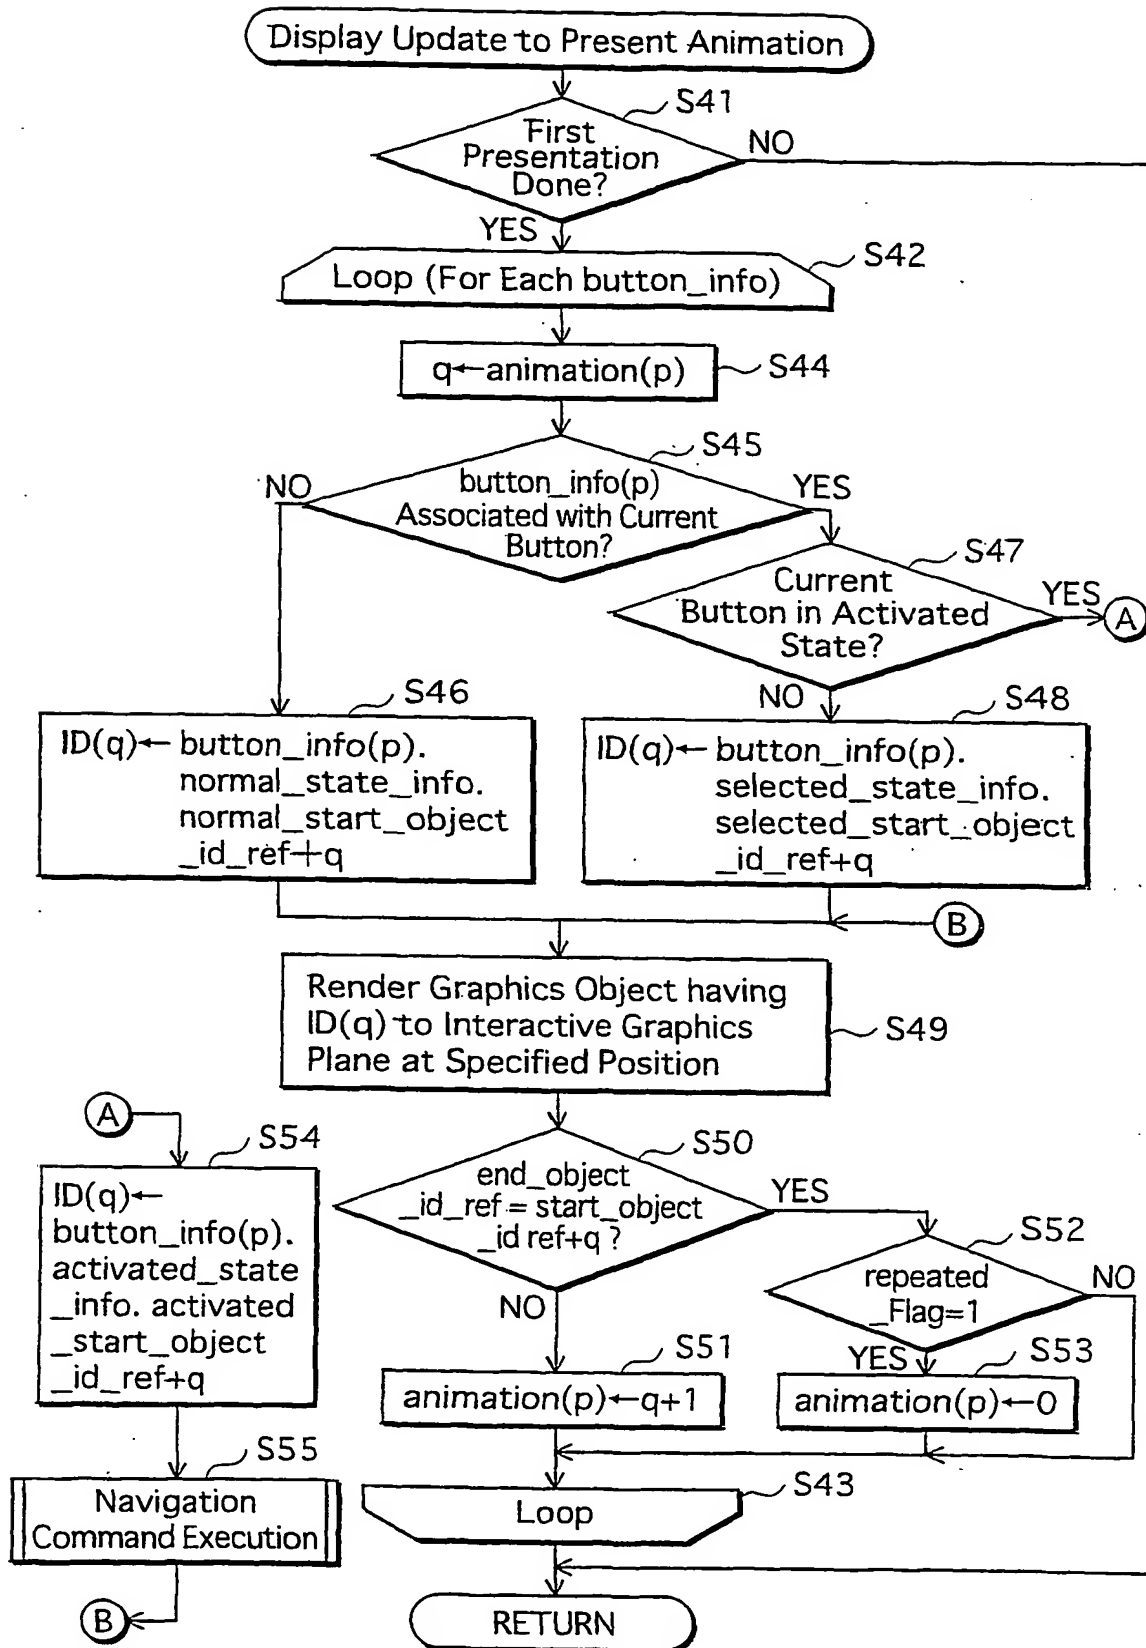 Display Update to Present Animation
S41
First
Presentation
Done?
NO
YES
S42
Loop (For Each button_info)
q←animation(p)
S44
S45
button_info(p)
Associated with Current
Button?
NO
YES
S47
Current
Button in Activated
State?
YES
A
NO
S46
ID(q)← button_info(p).
normal_state_info.
normal_start_object
_id_ref+q
S48
ID(q)← button_info(p).
selected_state_info.
selected_start_object
_id_ref+q
B
Render Graphics Object having
ID(q) to Interactive Graphics
Plane at Specified Position
S49
A
S54
ID(q)←
button_info(p).
activated_state
_info. activated
_start_object
_id_ref+q
S55
Navigation
Command Execution
B
S50
end_object
_id_ref = start_object
_id ref+q ?
YES
NO
S52
repeated
_Flag=1
NO
YES
S51
animation(p)←q+1
S53
animation(p)←0
S43
Loop
RETURN